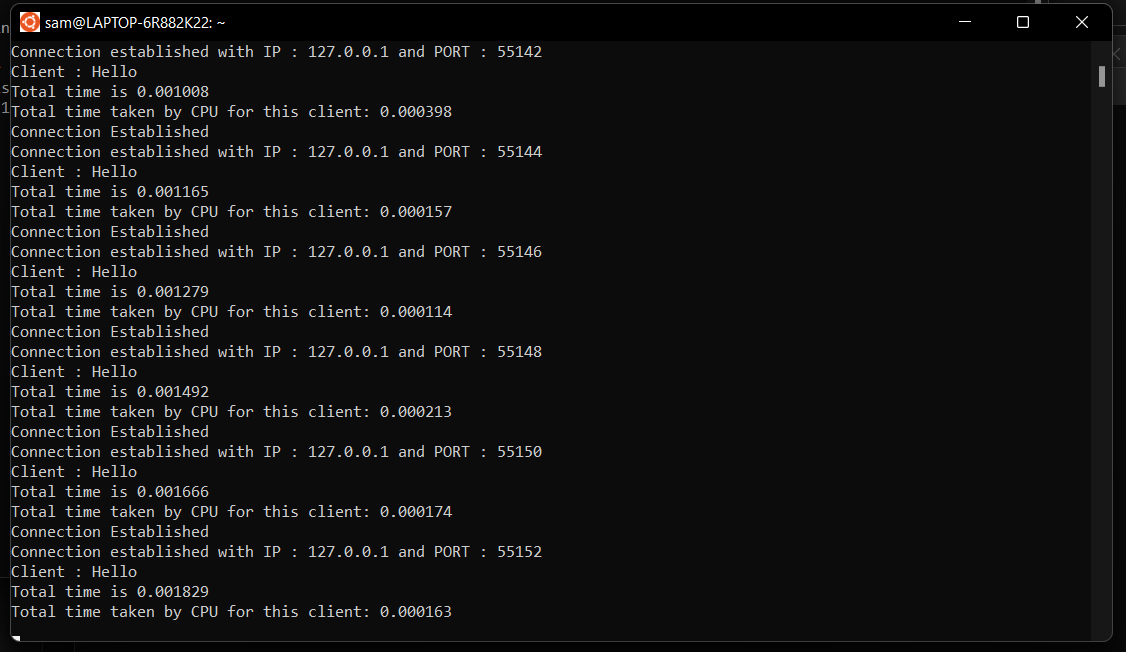 sam@LAPTOP-6R882K22: ~
Connection established with IP : 127.0.0.1 and PORT : 55142
Client : Hello
Total time is 0.001008
Total time taken by CPU for this client: 0.000398
Connection Established
Connection established with IP : 127.0.0.1 and PORT : 55144
Client : Hello
Total time is 0.001165
Total time taken by CPU for this client: 0.000157
Connection Established
Connection established with IP : 127.0.0.1 and PORT : 55146
Client : Hello
Total time is 0.001279
Total time taken by CPU for this client: 0.000114
Connection Established
Connection established with IP : 127.0.0.1 and PORT : 55148
Client : Hello
Total time is 0.001492
Total time taken by CPU for this client: 0.000213
Connection Established
Connection established with IP : 127.0.0.1 and PORT : 55150
Client : Hello
Total time is 0.001666
Total time taken by CPU for this client: 0.000174
Connection Established
Connection established with IP : 127.0.0.1 and PORT : 55152
Client : Hello
Total time is 0.001829
Total time taken by CPU for this client: 0.000163